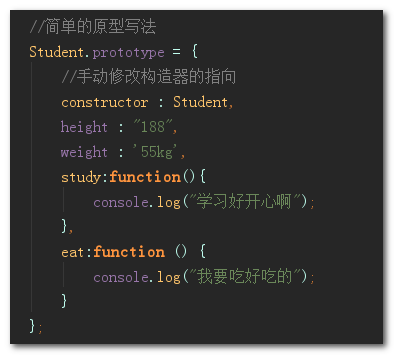 //简单的原型写法
Student.prototype = {
    //手动修改构造器的指向
    constructor : Student,
    height : "188",
    weight : '55kg',
    study:function(){
        console.log("学习好开心啊");
    },
    eat:function () {
        console.log("我要吃好吃的");
    }
};